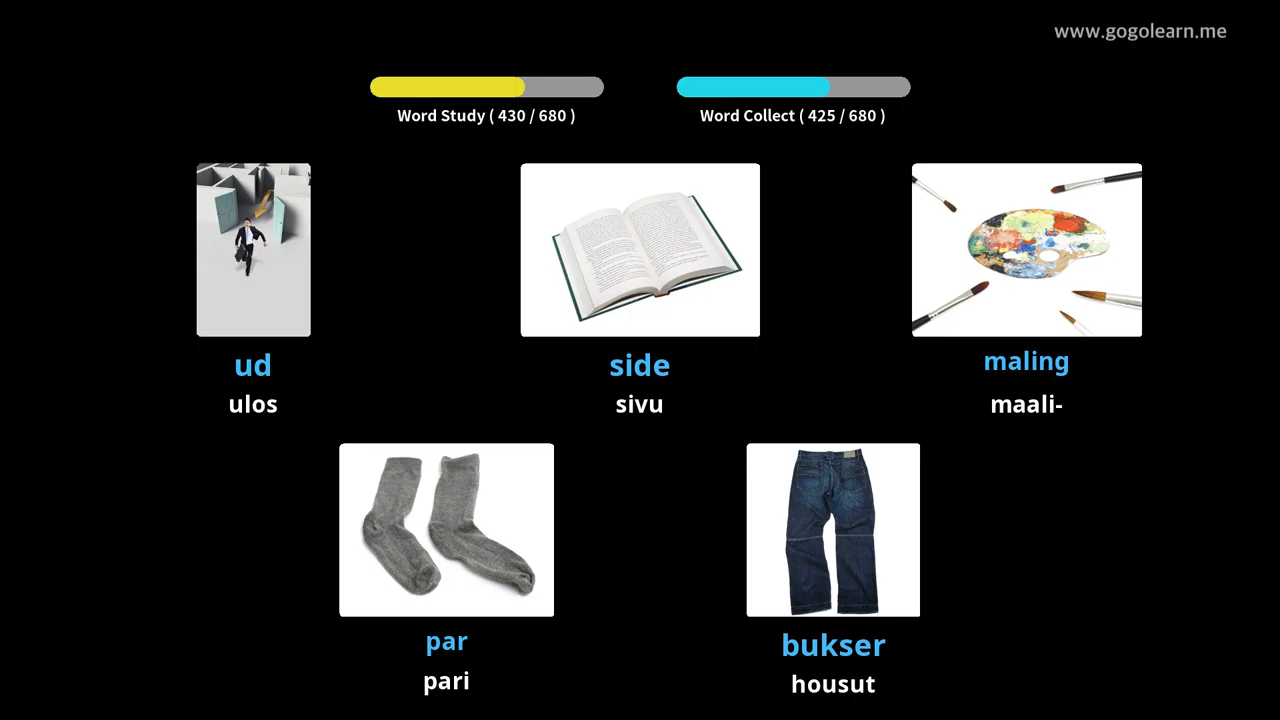 www.gogolearn.me
Word Study ( 430 / 680 )
Word Collect ( 425 / 680 )
ud
ulos
side
sivu
maling
maali-
par
pari
bukser
housut